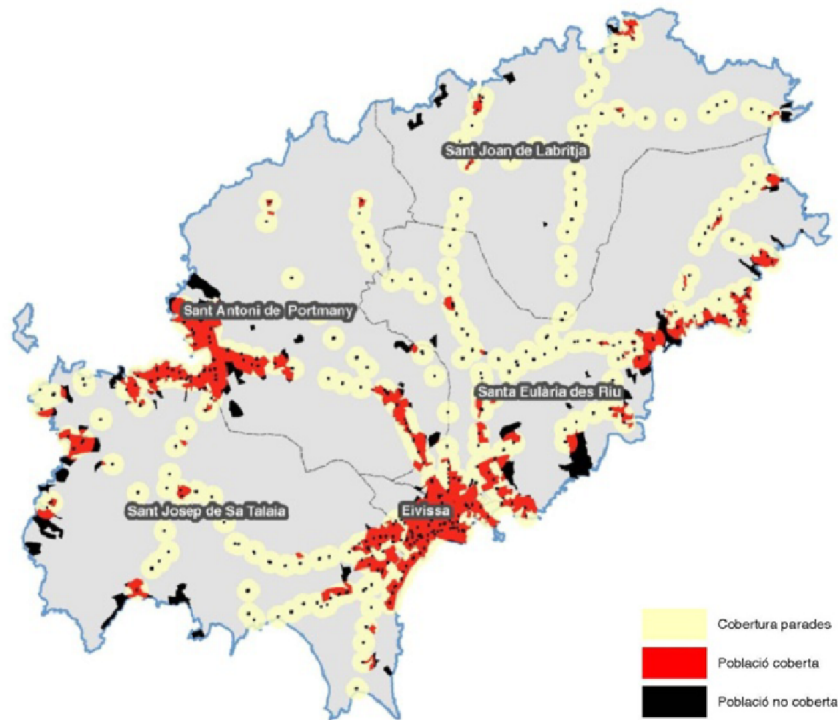 Sant Joan de Labritja
Sant Antoni de Portmany
Santa Eulària des Riu
Sant Josep de Sa Talaia
Eivissa
Cobertura parades
Població coberta
Població no coberta